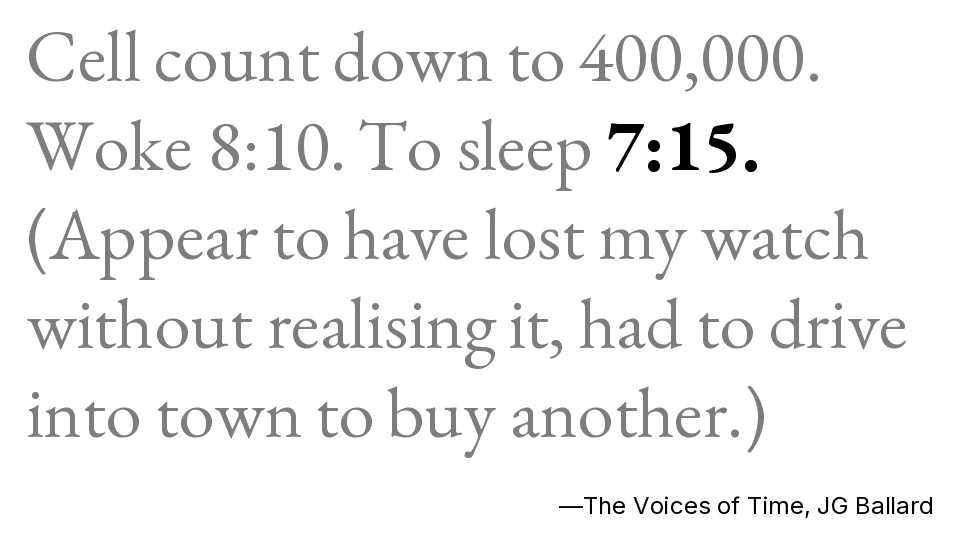 Cell count down to 400,000.
Woke 8:10. To sleep 7:15.
(Appear to have lost my watch
without realising it, had to drive
into town to buy another.)
—The Voices of Time, JG Ballard